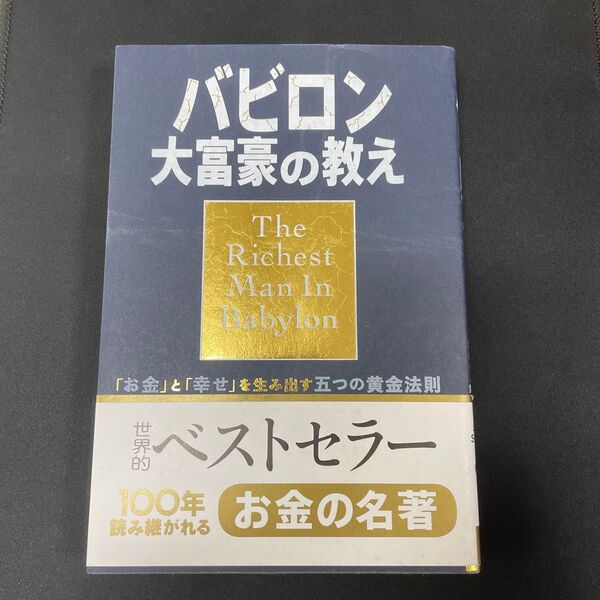 バビロン
大富豪の教え
The
Richest
Man In
Babylon
「お金」と「幸せ」を生み出す五つの黄金法則
世界的
ベストセラー
100年
読み継がれる
お金の名著